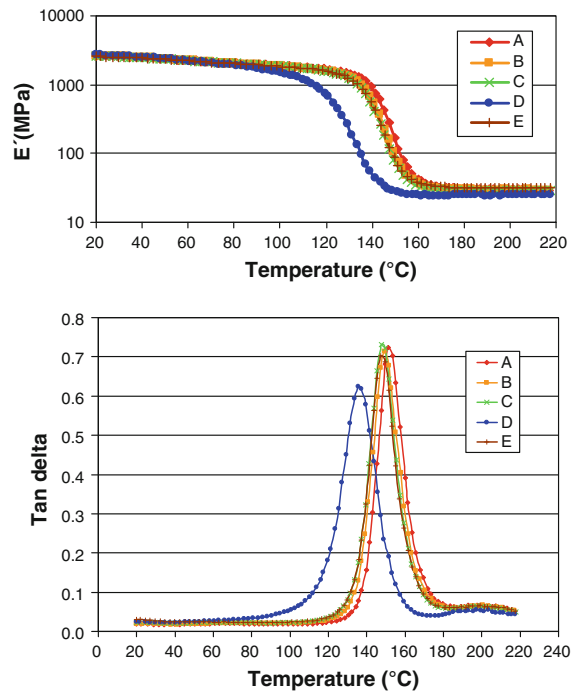 10000
1000
100
10
E´(MPa)
20 40 60 80 100 120 140 160 180 200 220
Temperature (°C)
A
B
C
D
E
0.8
0.7
0.6
0.5
0.4
0.3
0.2
0.1
0.0
Tan delta
0 20 40 60 80 100 120 140 160 180 200 220 240
Temperature (°C)
A
B
C
D
E